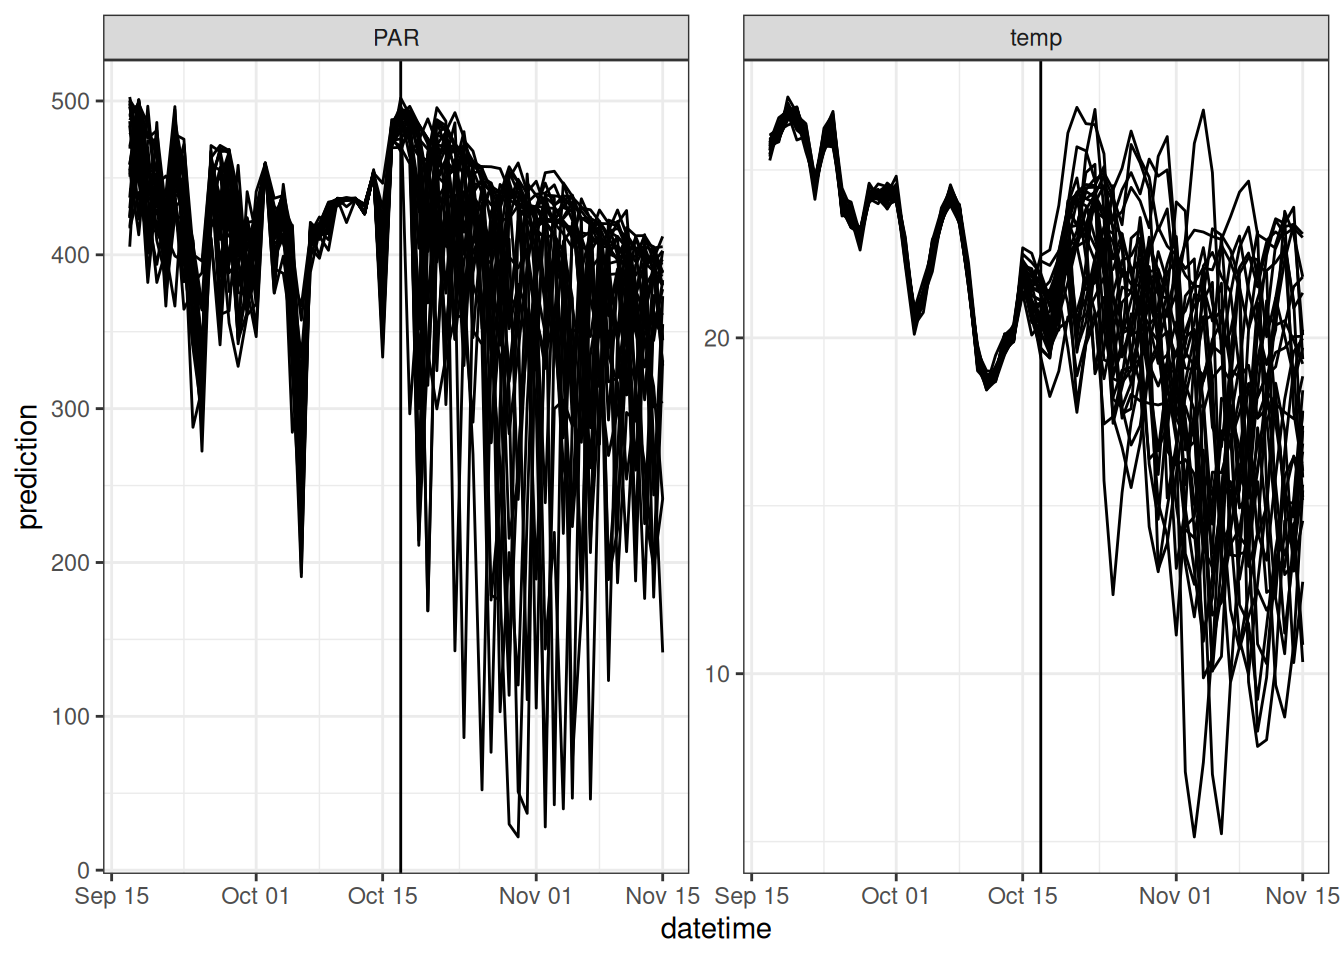 PAR
temp
prediction
500
400
300
200
100
0
20
10
Sep 15
Oct 01
Oct 15
Nov 01
Nov 15
Sep 15
Oct 01
Oct 15
Nov 01
Nov 15
datetime